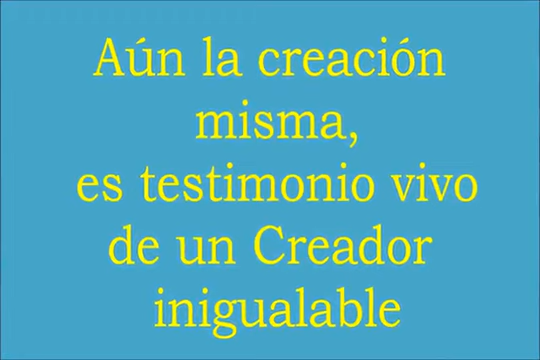 Aún la creación
misma,
es testimonio vivo
de un Creador
inigualable